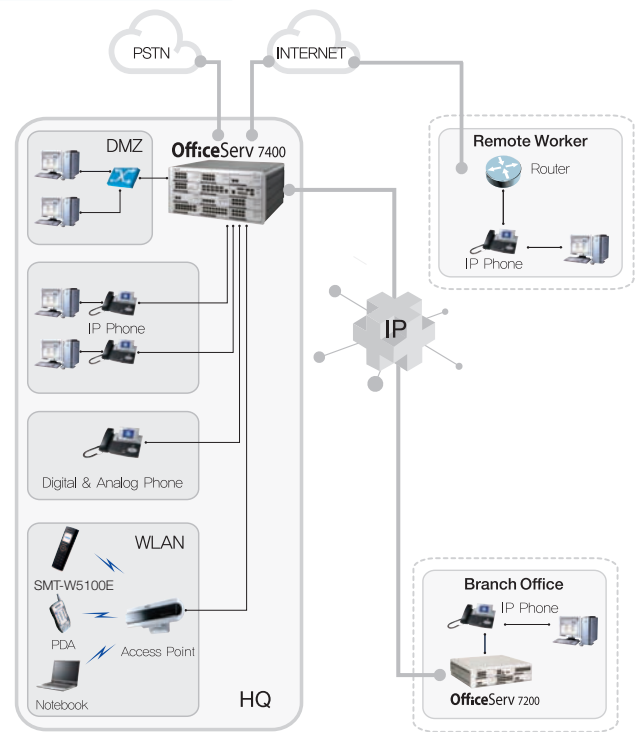 PSTN
INTERNET
DMZ
OfficeServ 7400
Remote Worker
Router
IP Phone
IP Phone
IP
Digital & Analog Phone
WLAN
SMT-W5100E
PDA
Access Point
Notebook
HQ
Branch Office
IP Phone
OfficeServ 7200